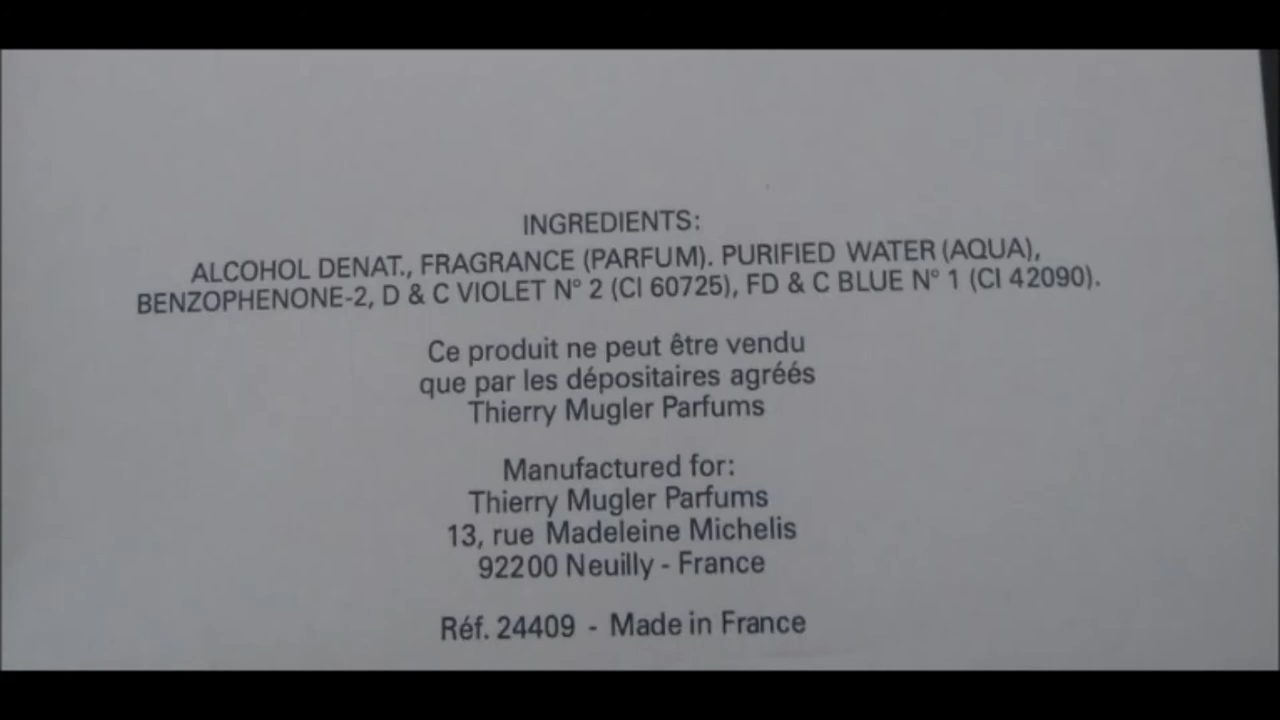 INGREDIENTS:
ALCOHOL DENAT., FRAGRANCE (PARFUM). PURIFIED WATER (AQUA),
BENZOPHENONE-2, D & C VIOLET N° 2 (CI 60725), FD & C BLUE N° 1 (CI 42090).
Ce produit ne peut être vendu
que par les dépositaires agréés
Thierry Mugler Parfums
Manufactured for:
Thierry Mugler Parfums
13, rue Madeleine Michelis
92200 Neuilly - France
Réf. 24409 - Made in France